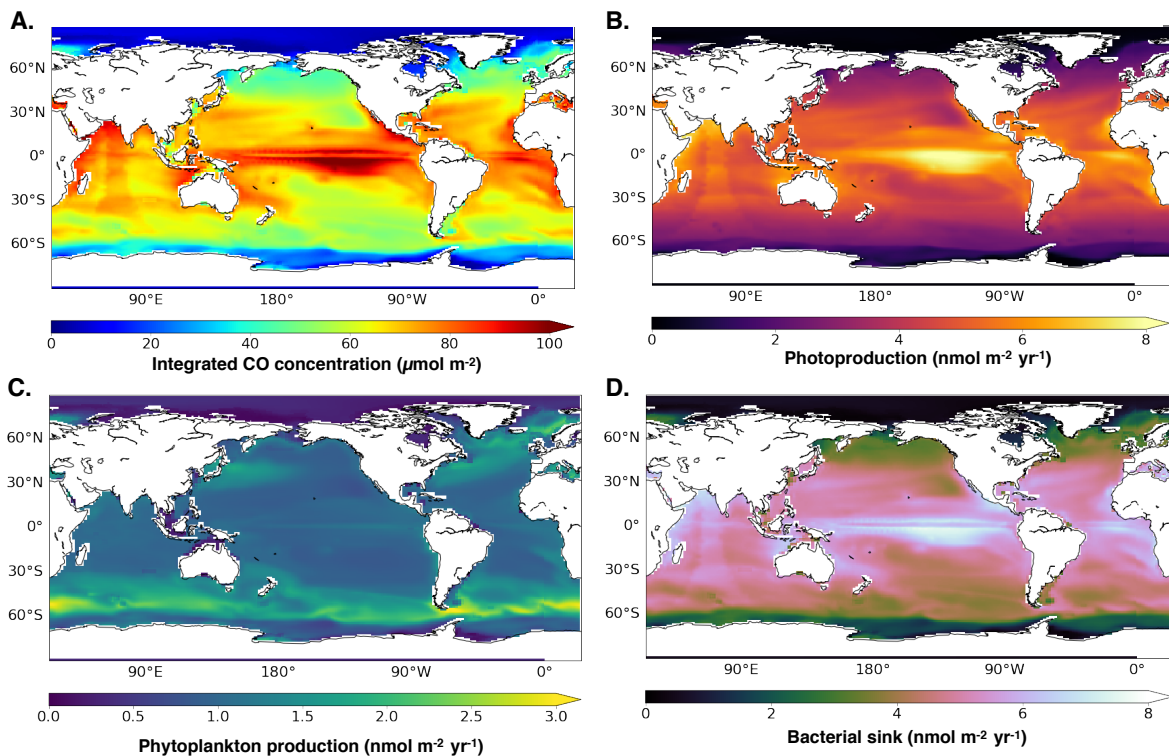 A.
B.
60°N
30°N
0°
30°S
60°S
90°E 180° 90°W 0°
60°N
30°N
0°
30°S
60°S
90°E 180° 90°W 0°
0 20 40 60 80 100
Integrated CO concentration (µmol m-2)
0 2 4 6 8
Photoproduction (nmol m-2 yr-1)
C.
D.
60°N
30°N
0°
30°S
60°S
90°E 180° 90°W 0°
60°N
30°N
0°
30°S
60°S
90°E 180° 90°W 0°
0.0 0.5 1.0 1.5 2.0 2.5 3.0
Phytoplankton production (nmol m-2 yr-1)
0 2 4 6 8
Bacterial sink (nmol m-2 yr-1)